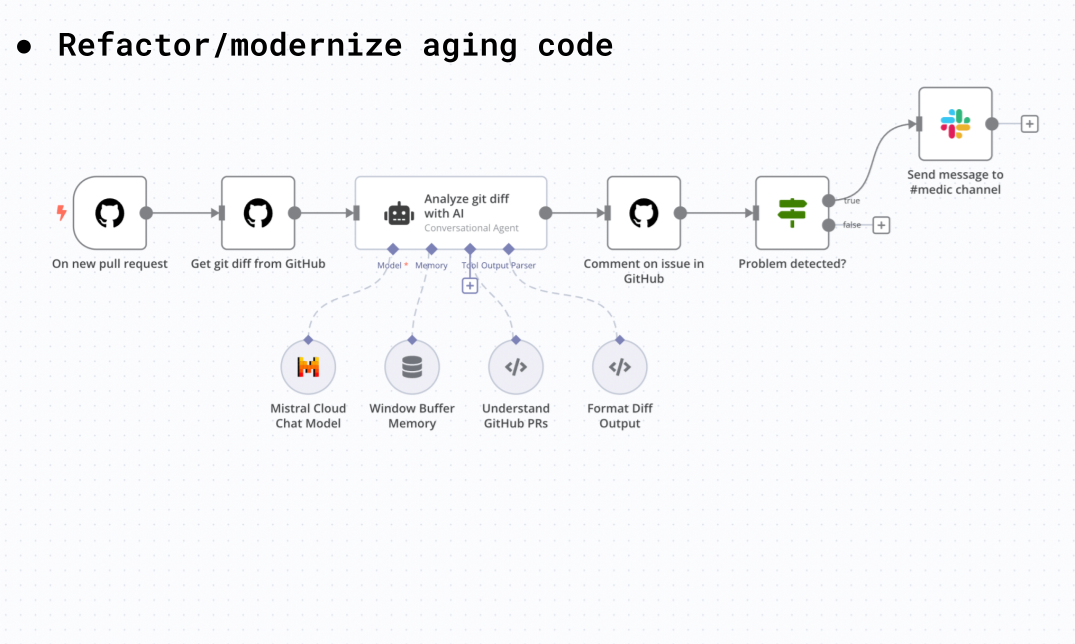 ● Refactor/modernize aging code
Send message to
#medic channel
Analyze git diff
with AI
Conversational Agent
true
false
On new pull request
Get git diff from GitHub
Model *
Memory
Tool
Output Parser
Comment on issue in
GitHub
Problem detected?
Mistral Cloud
Chat Model
Window Buffer
Memory
Understand
GitHub PRs
Format Diff
Output